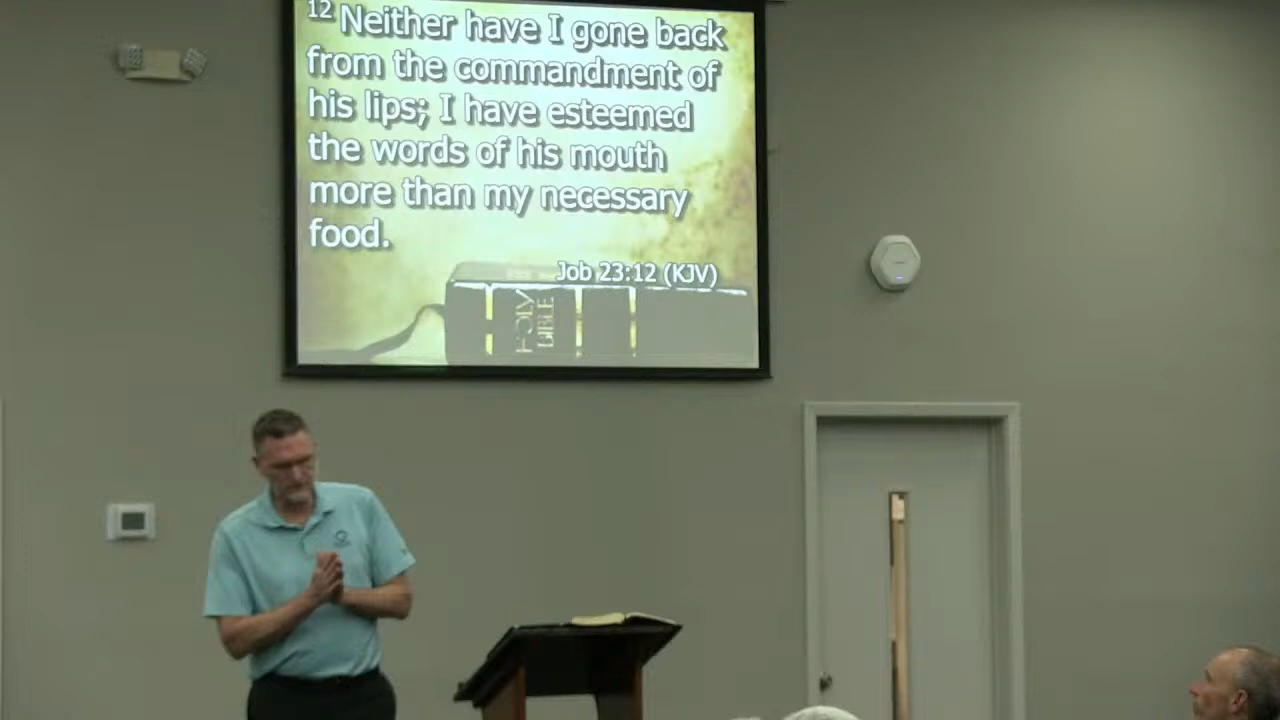 12 Neither have I gone back
from the commandment of
his lips; I have esteemed
the words of his mouth
more than my necessary
food.
Job 23:12 (KJV)
HOLY
BIBLE